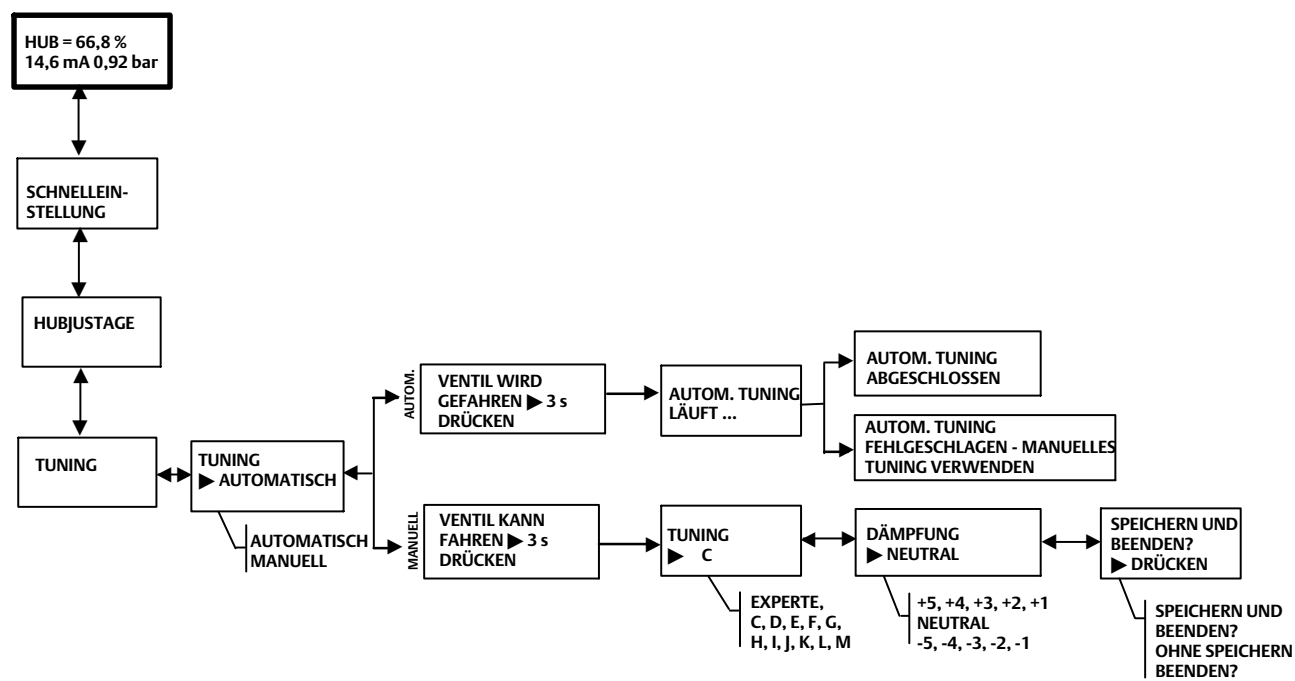 HUB = 66,8 %
14,6 mA 0,92 bar
SCHNELLEIN-
STELLUNG
HUBJUSTAGE
TUNING
TUNING
▶ AUTOMATISCH
AUTOMATISCH
MANUELL
AUTOM.
VENTIL WIRD
GEFAHREN ▶ 3 s
DRÜCKEN
AUTOM. TUNING
LÄUFT ...
AUTOM. TUNING
ABGESCHLOSSEN
AUTOM. TUNING
FEHLGESCHLAGEN - MANUELLES
TUNING VERWENDEN
MANUELL
VENTIL KANN
FAHREN ▶ 3 s
DRÜCKEN
TUNING
▶ C
EXPERTE,
C, D, E, F, G,
H, I, J, K, L, M
DÄMPFUNG
▶ NEUTRAL
+5, +4, +3, +2, +1
NEUTRAL
-5, -4, -3, -2, -1
SPEICHERN UND
BEENDEN?
▶ DRÜCKEN
SPEICHERN UND
BEENDEN?
OHNE SPEICHERN
BEENDEN?